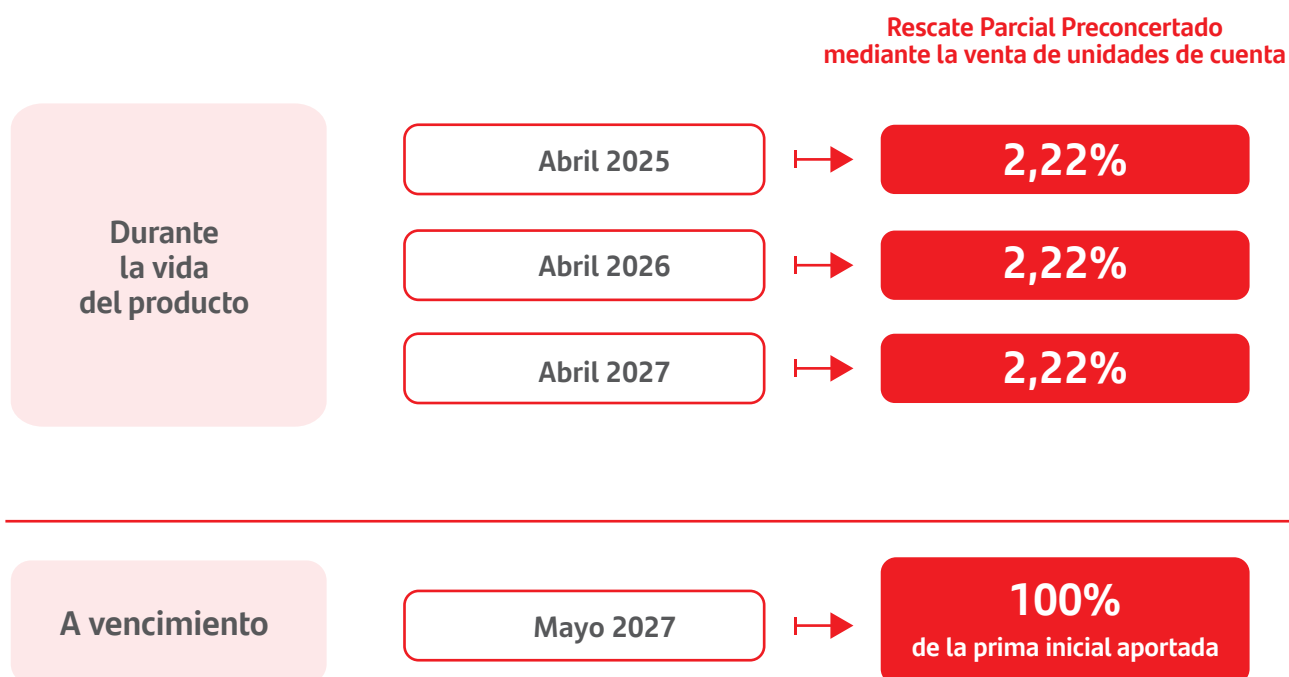 Rescate Parcial Preconcertado
mediante la venta de unidades de cuenta
Durante
la vida
del producto
Abril 2025
2,22%
Abril 2026
2,22%
Abril 2027
2,22%
A vencimiento
Mayo 2027
100%
de la prima inicial aportada